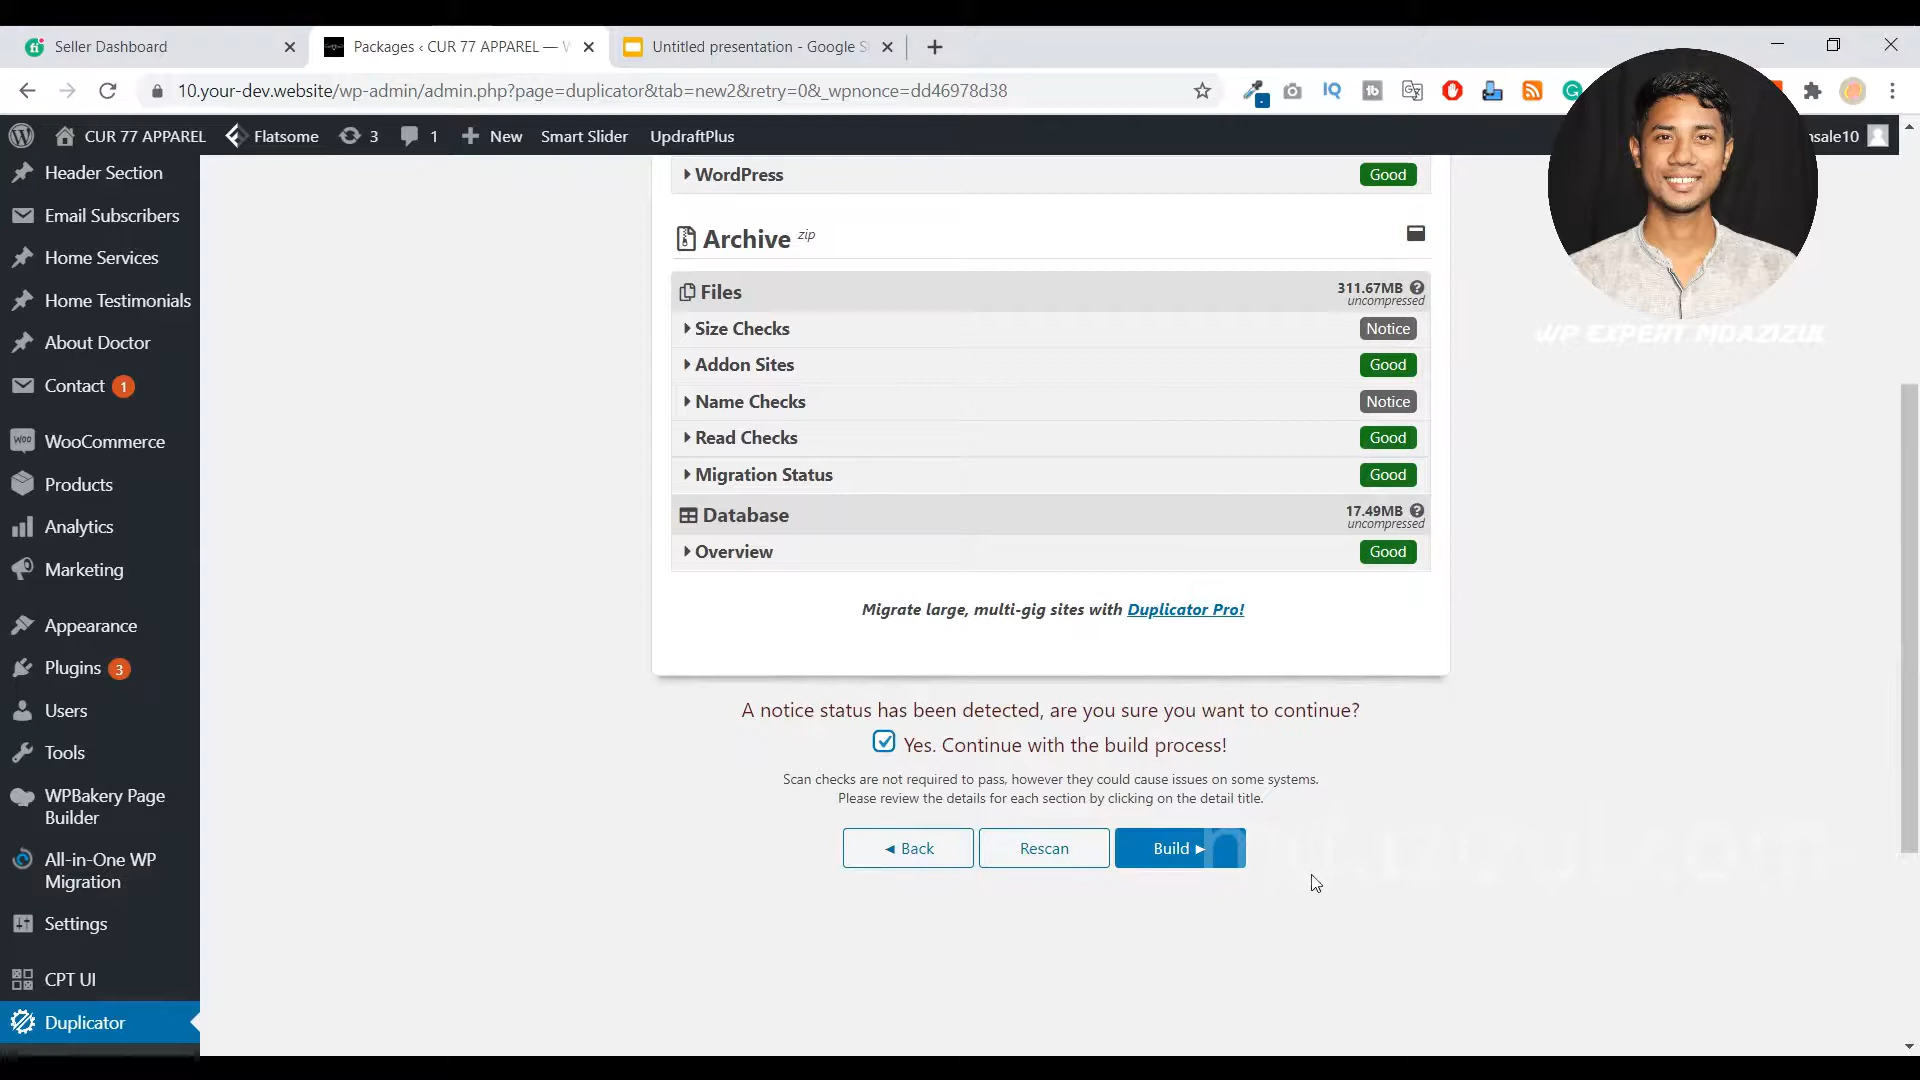 Seller Dashboard
Packages ‹ CUR 77 APPAREL — W
Untitled presentation - Google Sl
10.your-dev.website/wp-admin/admin.php?page=duplicator&tab=new2&retry=0&_wpnonce=dd46978d38
CUR 77 APPAREL
Flatsome
3
1
New
Smart Slider
UpdraftPlus
nsale10
Header Section
Email Subscribers
Home Services
Home Testimonials
About Doctor
Contact 1
WooCommerce
Products
Analytics
Marketing
Appearance
Plugins 3
Users
Tools
WPBakery Page
Builder
All-in-One WP
Migration
Settings
CPT UI
Duplicator
WordPress Good
Archive zip
Files 311.67MB
uncompressed
Size Checks Notice
Addon Sites Good
Name Checks Notice
Read Checks Good
Migration Status Good
Database 17.49MB
uncompressed
Overview Good
Migrate large, multi-gig sites with Duplicator Pro!
A notice status has been detected, are you sure you want to continue?
Yes. Continue with the build process!
Scan checks are not required to pass, however they could cause issues on some systems.
Please review the details for each section by clicking on the detail title.
Back
Rescan
Build
WP EXPERT MDAZIZUL